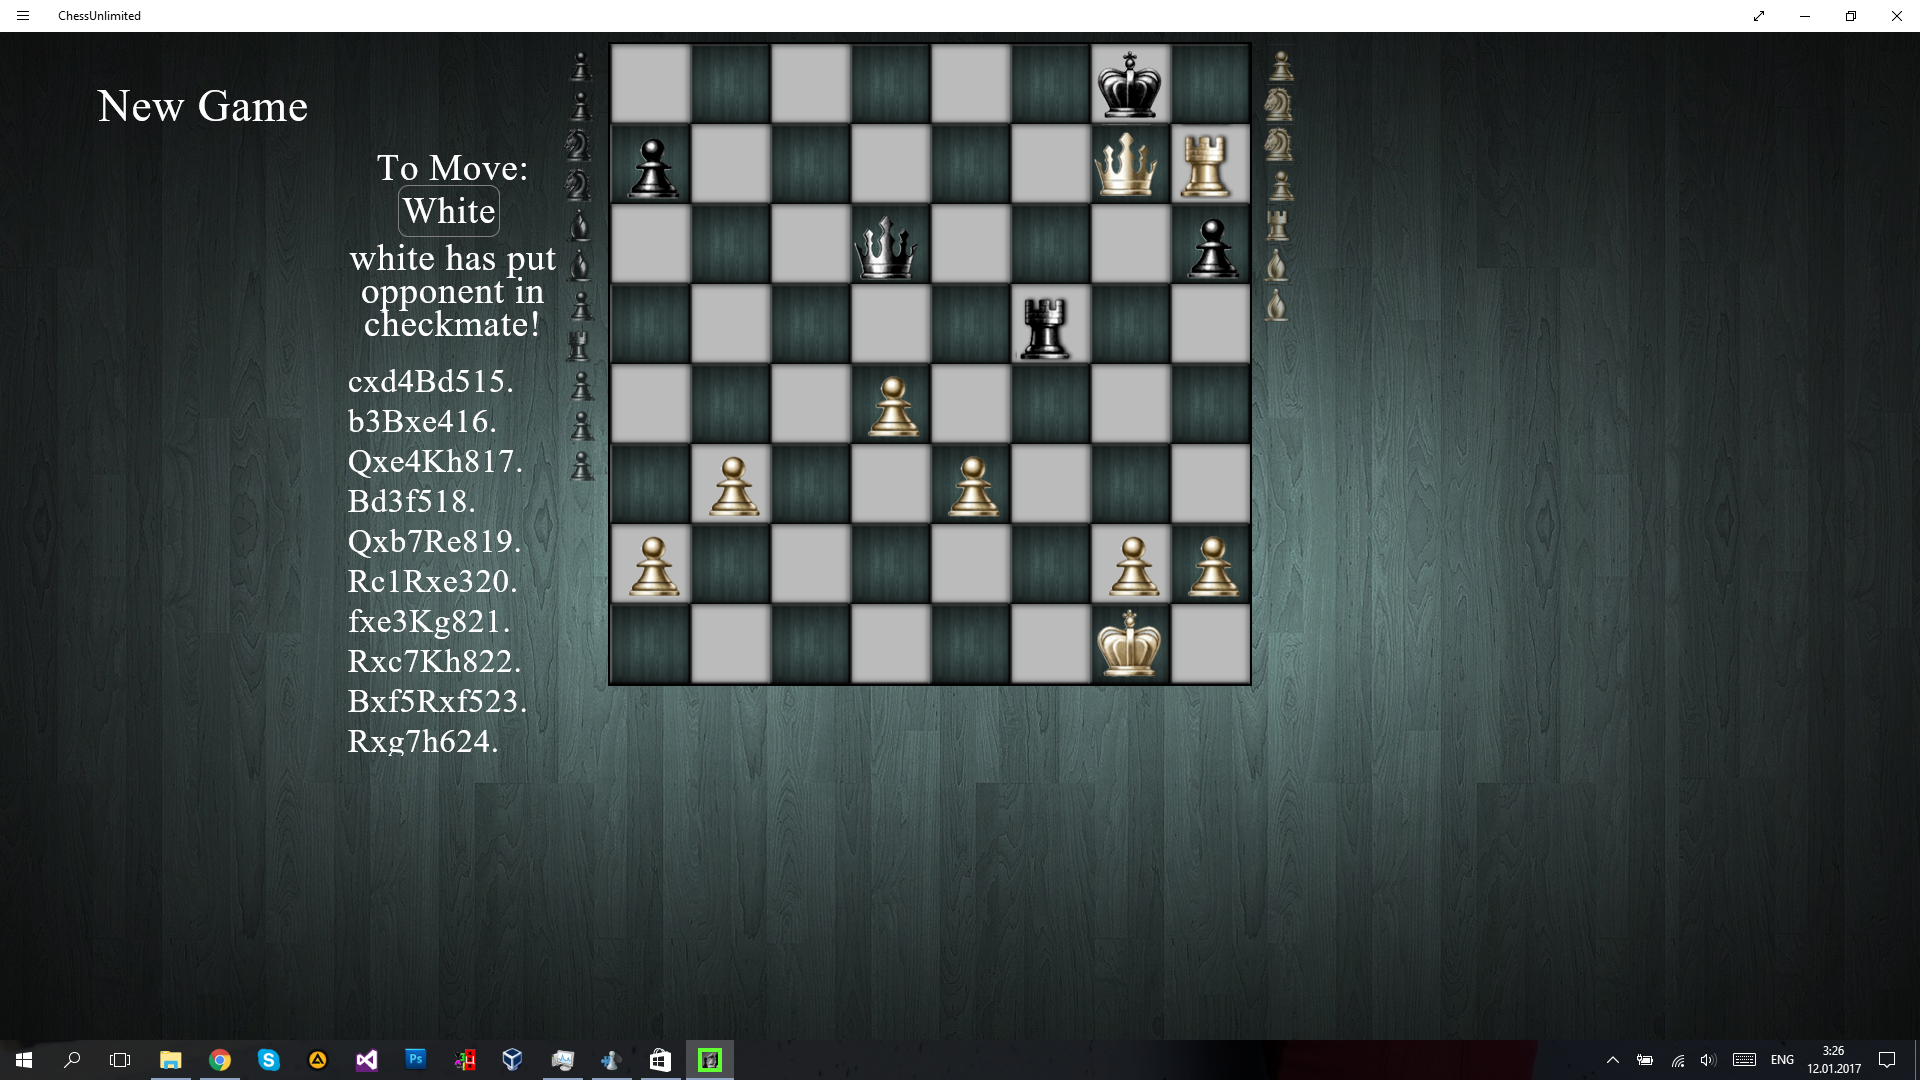 ChessUnlimited
New Game
To Move:
White
white has put
opponent in
checkmate!
cxd4Bd515.
b3Bxe416.
Qxe4Kh817.
Bd3f518.
Qxb7Re819.
Rc1Rxe320.
fxe3Kg821.
Rxc7Kh822.
Bxf5Rxf523.
Rxg7h624.
Ps
ENG
3:26
12.01.2017